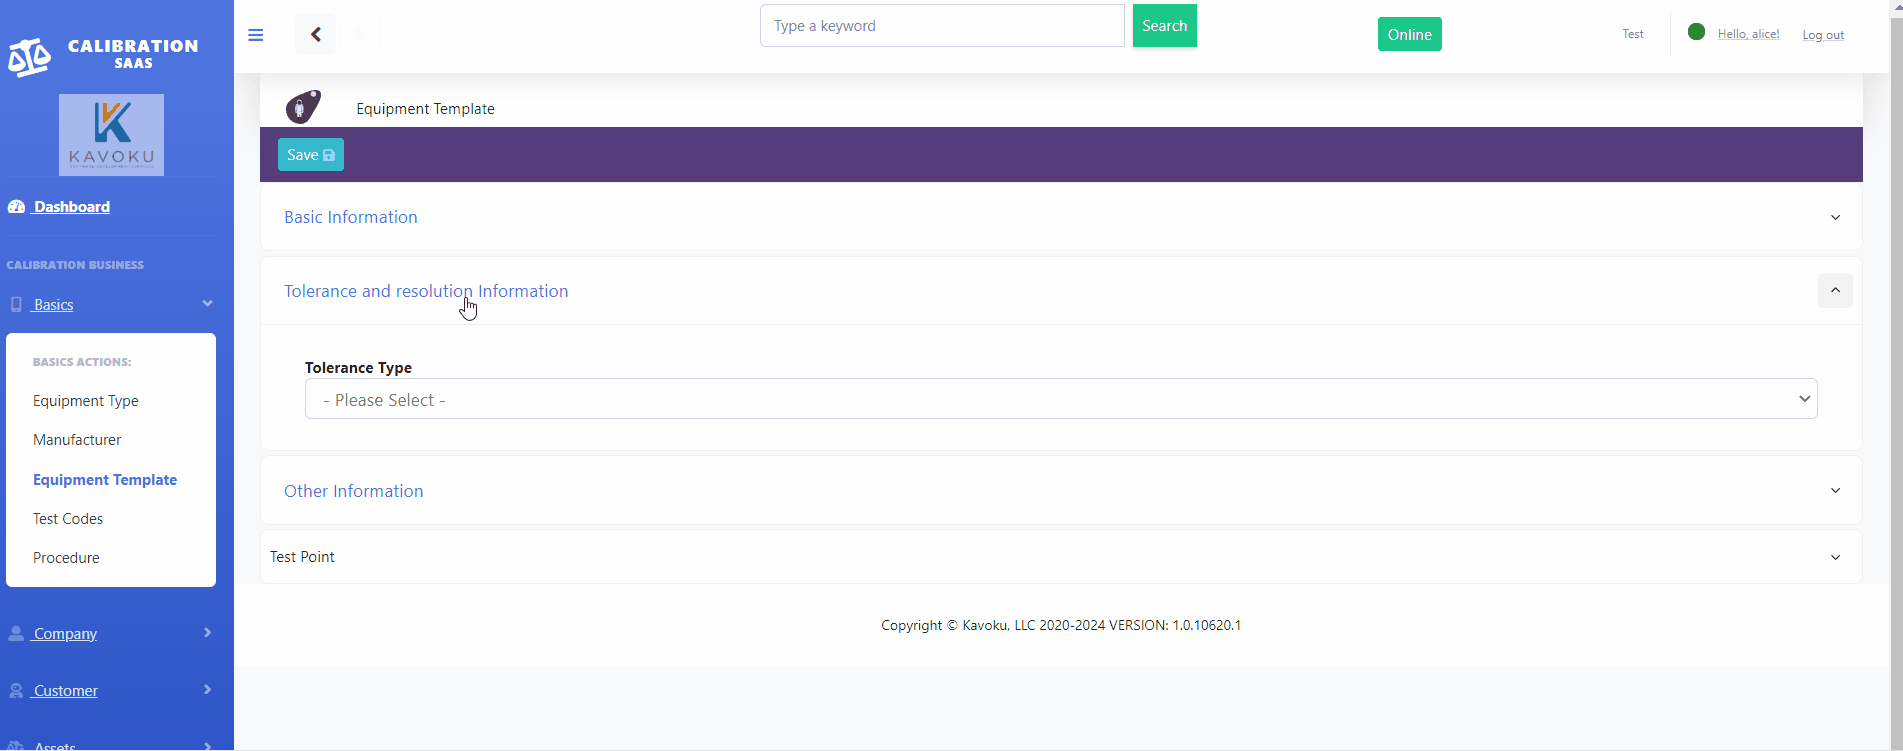 CALIBRATION
SAAS
KAVOKU
Dashboard
CALIBRATION BUSINESS
Basics
BASICS ACTIONS:
Equipment Type
Manufacturer
Equipment Template
Test Codes
Procedure
Company
Customer
Assets
Type a keyword
Search
Online
Test
Hello, alice!
Log out
Equipment Template
Save
Basic Information
Tolerance and resolution Information
Tolerance Type
- Please Select -
Other Information
Test Point
Copyright © Kavoku, LLC 2020-2024 VERSION: 1.0.10620.1